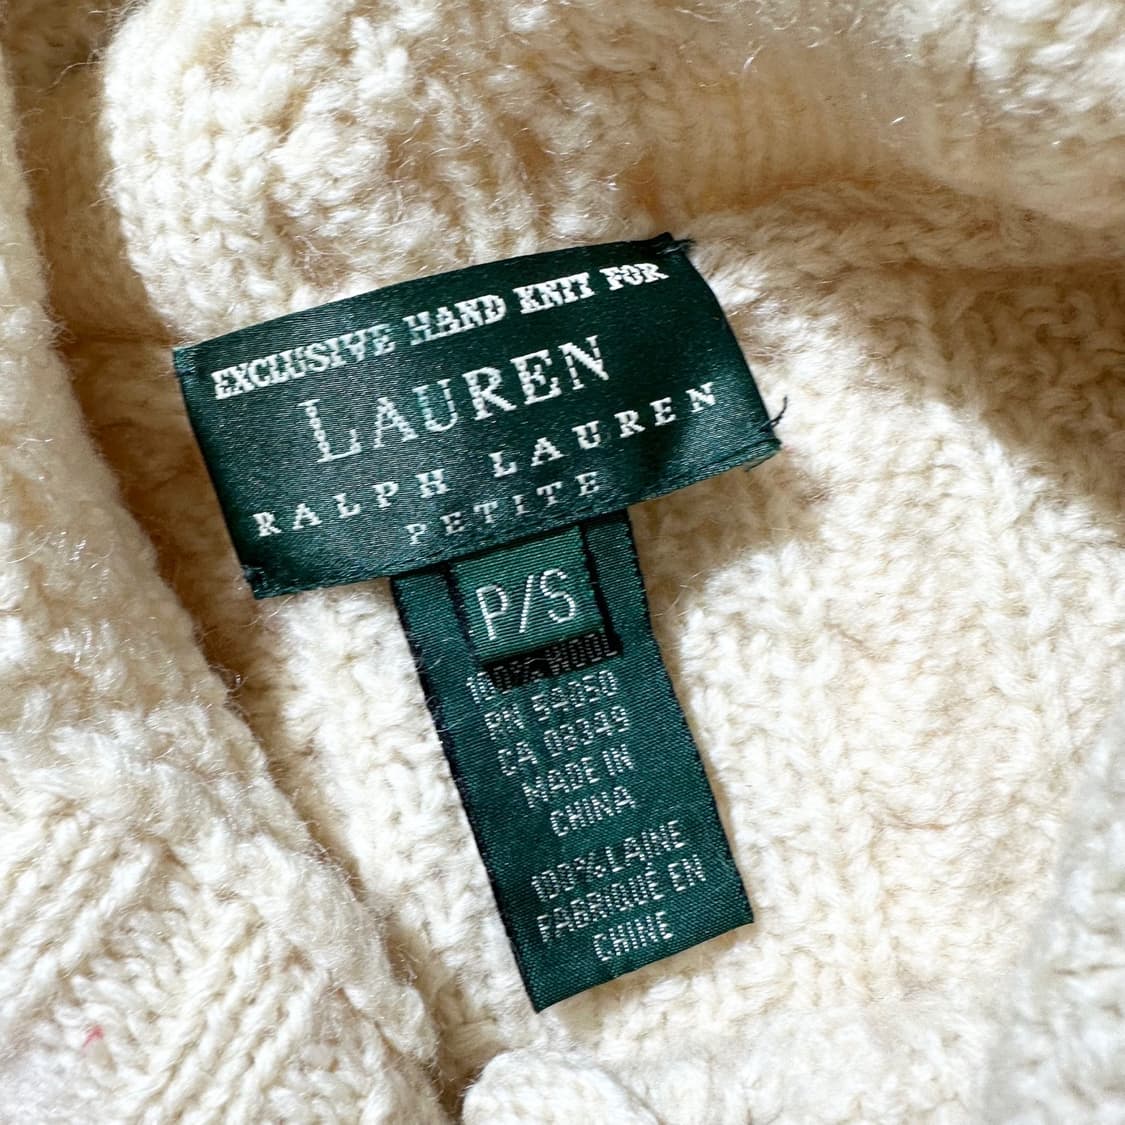 EXCLUSIVE HAND KNIT FOR
LAUREN
RALPH LAUREN
PETITE
P/S
100% WOOL
RN 54050
CA 08349
MADE IN
CHINA
100% LAINE
FABRIQUÉ EN
CHINE